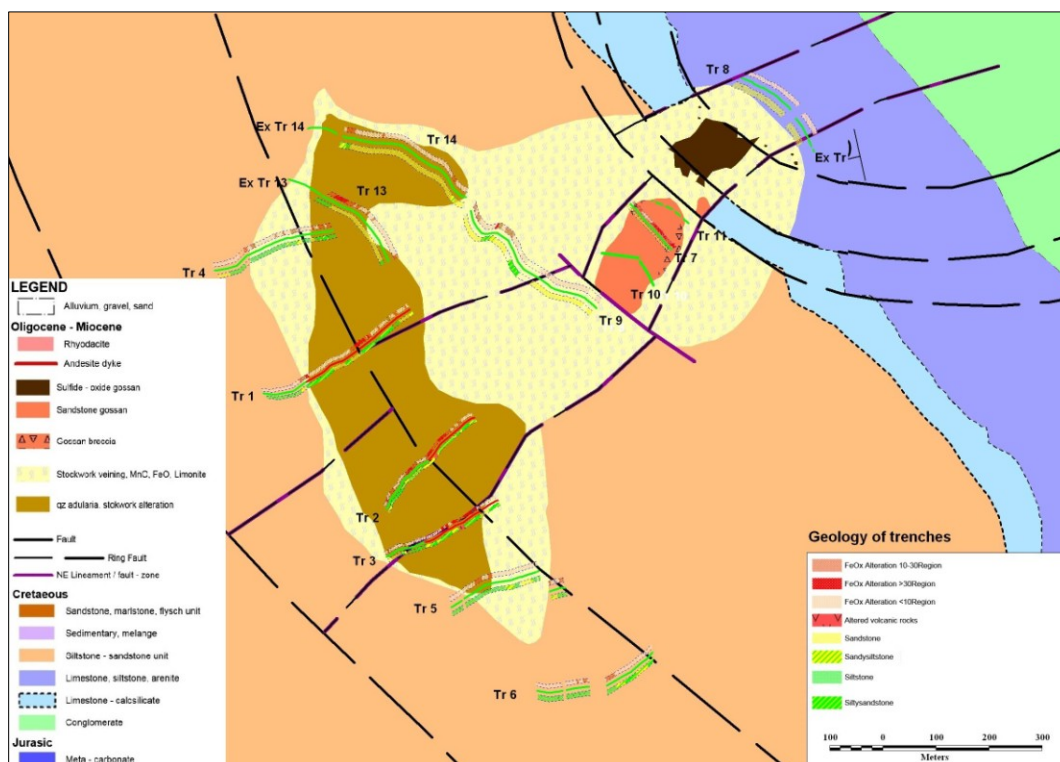 Tr 8
Ex Tr 14
Tr 14
Ex Tr
Ex Tr 13
Tr 13
Tr 11
Tr 4
Tr 7
Tr 10
Tr 9
Tr 1
Tr 2
Tr 3
Tr 5
Tr 6
LEGEND
Alluvium, gravel, sand
Oligocene - Miocene
Rhyodacite
Andesite dyke
Sulfide - oxide gossan
Sandstone gossan
Gossan breccia
Stockwork veining, MnC, FeO, Limonite
qz adularia, stokwork alteration
Fault
Ring Fault
NE Lineament / fault - zone
Cretaceous
Sandstone, marlstone, flysch unit
Sedimentary, melange
Siltstone - sandstone unit
Limestone, siltstone, arenite
Limestone - calcsilicate
Conglomerate
Jurasic
Meta - carbonate
Geology of trenches
FeOx Alteration 10-30Region
FeOx Alteration >30Region
FeOx Alteration <10Region
Altered volcanic rocks
Sandstone
Sandysiltstone
Siltstone
Siltysandstone
100 0 100 200 300
Meters